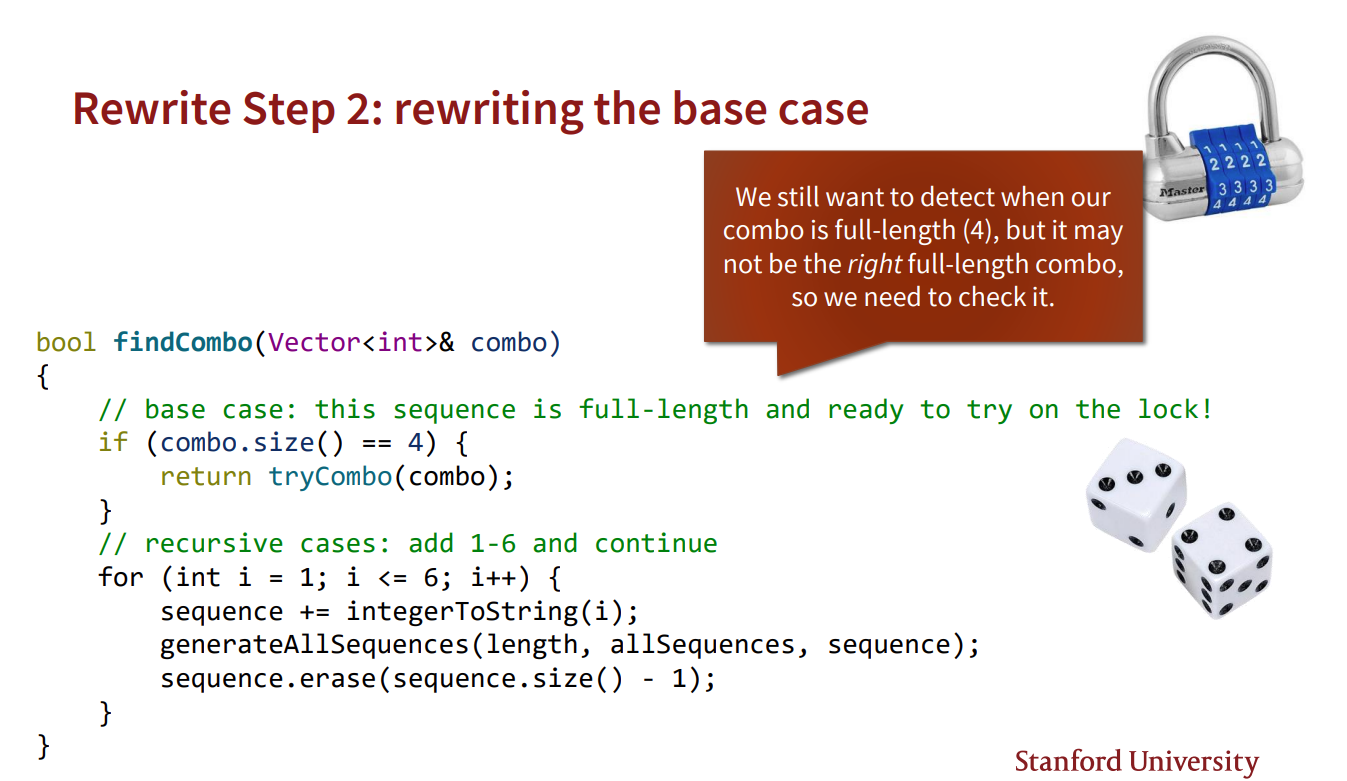 Rewrite Step 2: rewriting the base case
1 1 1 1
2 2 2 2
Master
3 3 3 3
4 4 4 4
We still want to detect when our
combo is full-length (4), but it may
not be the right full-length combo,
so we need to check it.
bool findCombo(Vector<int>& combo)
{
    // base case: this sequence is full-length and ready to try on the lock!
    if (combo.size() == 4) {
        return tryCombo(combo);
    }
    // recursive cases: add 1-6 and continue
    for (int i = 1; i <= 6; i++) {
        sequence += integerToString(i);
        generateAllSequences(length, allSequences, sequence);
        sequence.erase(sequence.size() - 1);
    }
}
Stanford University